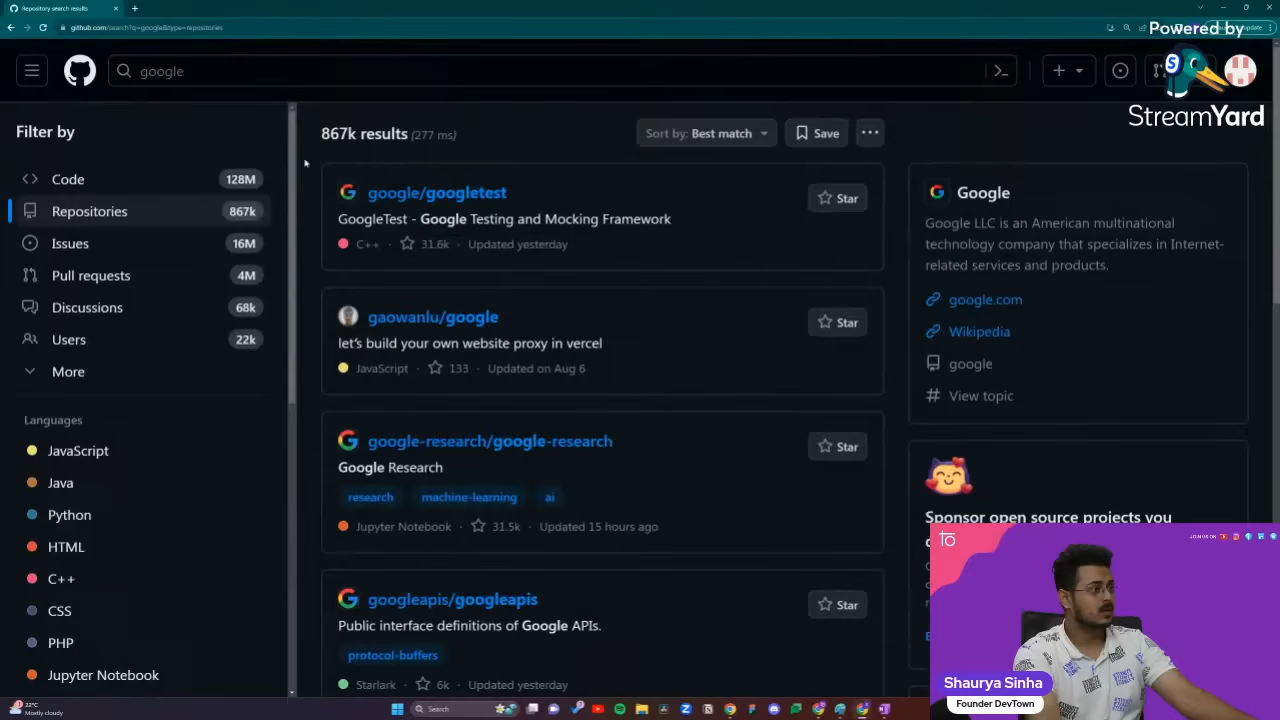 Repository search results
github.com/search?q=google&type=repositories
Powered by
StreamYard
google
Filter by
Code 128M
Repositories 867k
Issues 16M
Pull requests 4M
Discussions 68k
Users 22k
More
Languages
JavaScript
Java
Python
HTML
C++
CSS
PHP
Jupyter Notebook
867k results (277 ms)
Sort by: Best match
Save
google/googletest
Star
GoogleTest - Google Testing and Mocking Framework
C++ · 31.6k · Updated yesterday
gaowanlu/google
Star
let's build your own website proxy in vercel
JavaScript · 133 · Updated on Aug 6
google-research/google-research
Star
Google Research
research machine-learning ai
Jupyter Notebook · 31.5k · Updated 15 hours ago
googleapis/googleapis
Star
Public interface definitions of Google APIs.
protocol-buffers
Starlark · 6k · Updated yesterday
Google
Google LLC is an American multinational
technology company that specializes in Internet-
related services and products.
google.com
Wikipedia
google
View topic
Sponsor open source projects you
JOIN US ON
Shaurya Sinha
Founder DevTown
22°C
Mostly cloudy
Search